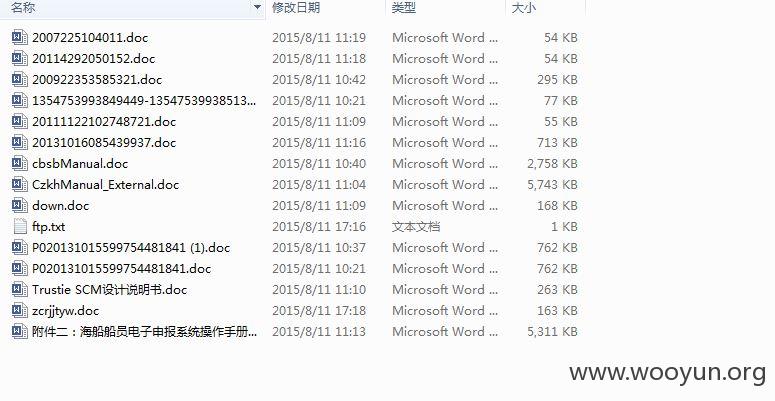 名称 修改日期 类型 大小
2007225104011.doc 2015/8/11 11:19 Microsoft Word ... 54 KB
20114292050152.doc 2015/8/11 11:18 Microsoft Word ... 54 KB
200922353585321.doc 2015/8/11 10:42 Microsoft Word ... 295 KB
1354753993849449-13547539938513... 2015/8/11 10:21 Microsoft Word ... 77 KB
20111122102748721.doc 2015/8/11 11:09 Microsoft Word ... 55 KB
20131016085439937.doc 2015/8/11 11:16 Microsoft Word ... 713 KB
cbsbManual.doc 2015/8/11 10:40 Microsoft Word ... 2,758 KB
CzkhManual_External.doc 2015/8/11 11:04 Microsoft Word ... 5,743 KB
down.doc 2015/8/11 11:09 Microsoft Word ... 168 KB
ftp.txt 2015/8/11 17:16 文本文档 1 KB
P020131015599754481841 (1).doc 2015/8/11 10:37 Microsoft Word ... 762 KB
P020131015599754481841.doc 2015/8/11 10:21 Microsoft Word ... 762 KB
Trustie SCM设计说明书.doc 2015/8/11 11:10 Microsoft Word ... 263 KB
zcrjjtyw.doc 2015/8/11 17:18 Microsoft Word ... 163 KB
附件二：海船船员电子申报系统操作手册... 2015/8/11 11:13 Microsoft Word ... 5,311 KB
www.wooyun.org